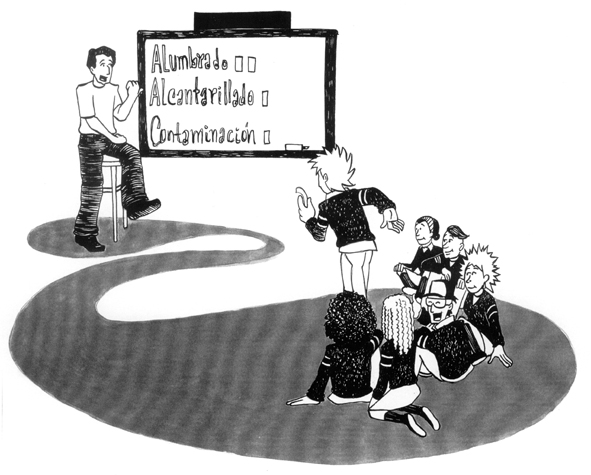 ALumbrado ▯▯
ALcantarillado ▯
Contaminación ▯